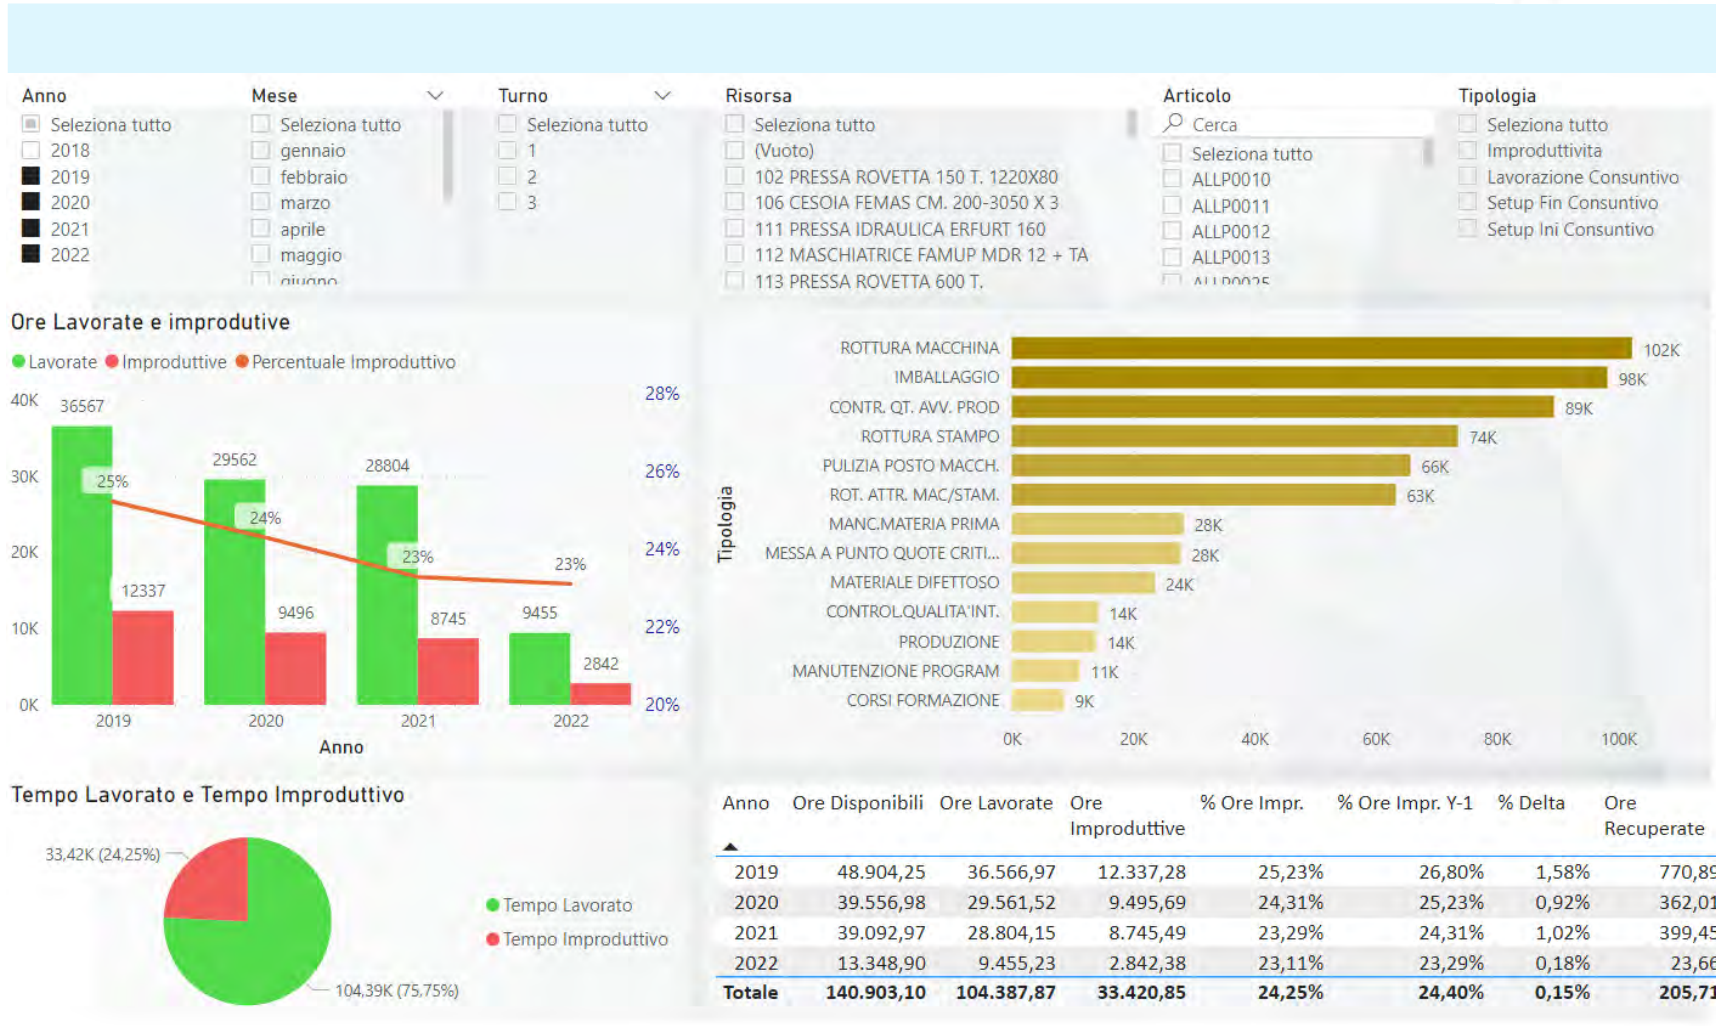 Anno
Seleziona tutto
2018
2019
2020
2021
2022
Mese
Seleziona tutto
gennaio
febbraio
marzo
aprile
maggio
giugno
Turno
Seleziona tutto
1
2
3
Risorsa
Seleziona tutto
(Vuoto)
102 PRESSA ROVETTA 150 T. 1220X80
106 CESOIA FEMAS CM. 200-3050 X 3
111 PRESSA IDRAULICA ERFURT 160
112 MASCHIATRICE FAMUP MDR 12 + TA
113 PRESSA ROVETTA 600 T.
Articolo
Cerca
Seleziona tutto
ALLP0010
ALLP0011
ALLP0012
ALLP0013
ALLP0025
Tipologia
Seleziona tutto
Improduttivita
Lavorazione Consuntivo
Setup Fin Consuntivo
Setup Ini Consuntivo
Ore Lavorate e improdutive
Lavorate Improduttive Percentuale Improduttivo
40K
30K
20K
10K
0K
36567
25%
12337
29562
24%
9496
28804
23%
8745
23%
9455
2842
28%
26%
24%
22%
20%
2019 2020 2021 2022
Anno
Tipologia
ROTTURA MACCHINA 102K
IMBALLAGGIO 98K
CONTR. QT. AVV. PROD 89K
ROTTURA STAMPO 74K
PULIZIA POSTO MACCH. 66K
ROT. ATTR. MAC/STAM. 63K
MANC.MATERIA PRIMA 28K
MESSA A PUNTO QUOTE CRITI... 28K
MATERIALE DIFETTOSO 24K
CONTROL.QUALITA'INT. 14K
PRODUZIONE 14K
MANUTENZIONE PROGRAM 11K
CORSI FORMAZIONE 9K
0K 20K 40K 60K 80K 100K
Tempo Lavorato e Tempo Improduttivo
33,42K (24,25%)
104,39K (75,75%)
Tempo Lavorato
Tempo Improduttivo
Anno Ore Disponibili Ore Lavorate Ore Improduttive % Ore Impr. % Ore Impr. Y-1 % Delta Ore Recuperate
2019 48.904,25 36.566,97 12.337,28 25,23% 26,80% 1,58% 770,89
2020 39.556,98 29.561,52 9.495,69 24,31% 25,23% 0,92% 362,01
2021 39.092,97 28.804,15 8.745,49 23,29% 24,31% 1,02% 399,45
2022 13.348,90 9.455,23 2.842,38 23,11% 23,29% 0,18% 23,66
Totale 140.903,10 104.387,87 33.420,85 24,25% 24,40% 0,15% 205,71